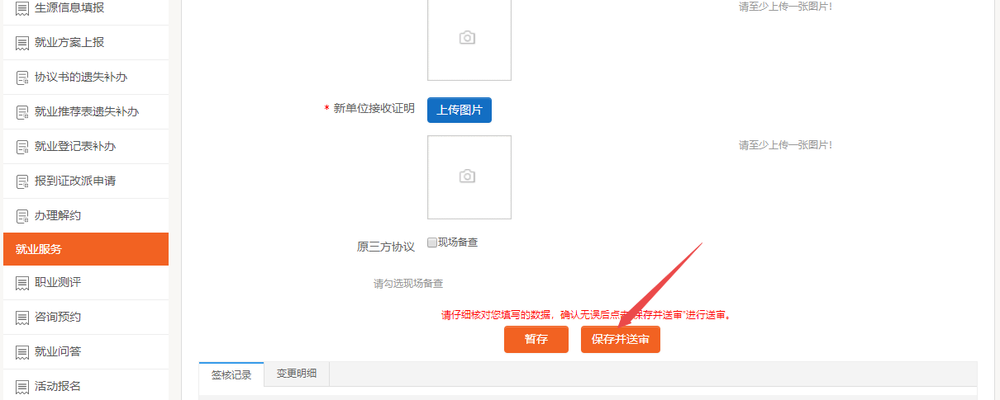 生源信息填报
就业方案上报
协议书的遗失补办
就业推荐表遗失补办
就业登记表补办
报到证改派申请
办理解约
就业服务
职业测评
咨询预约
就业问答
活动报名
请至少上传一张图片!
* 新单位接收证明 上传图片
请至少上传一张图片!
原三方协议 现场备查
请勾选现场备查
请仔细核对您填写的数据，确认无误后点击"保存并送审"进行送审。
暂存 保存并送审
签核记录 变更明细